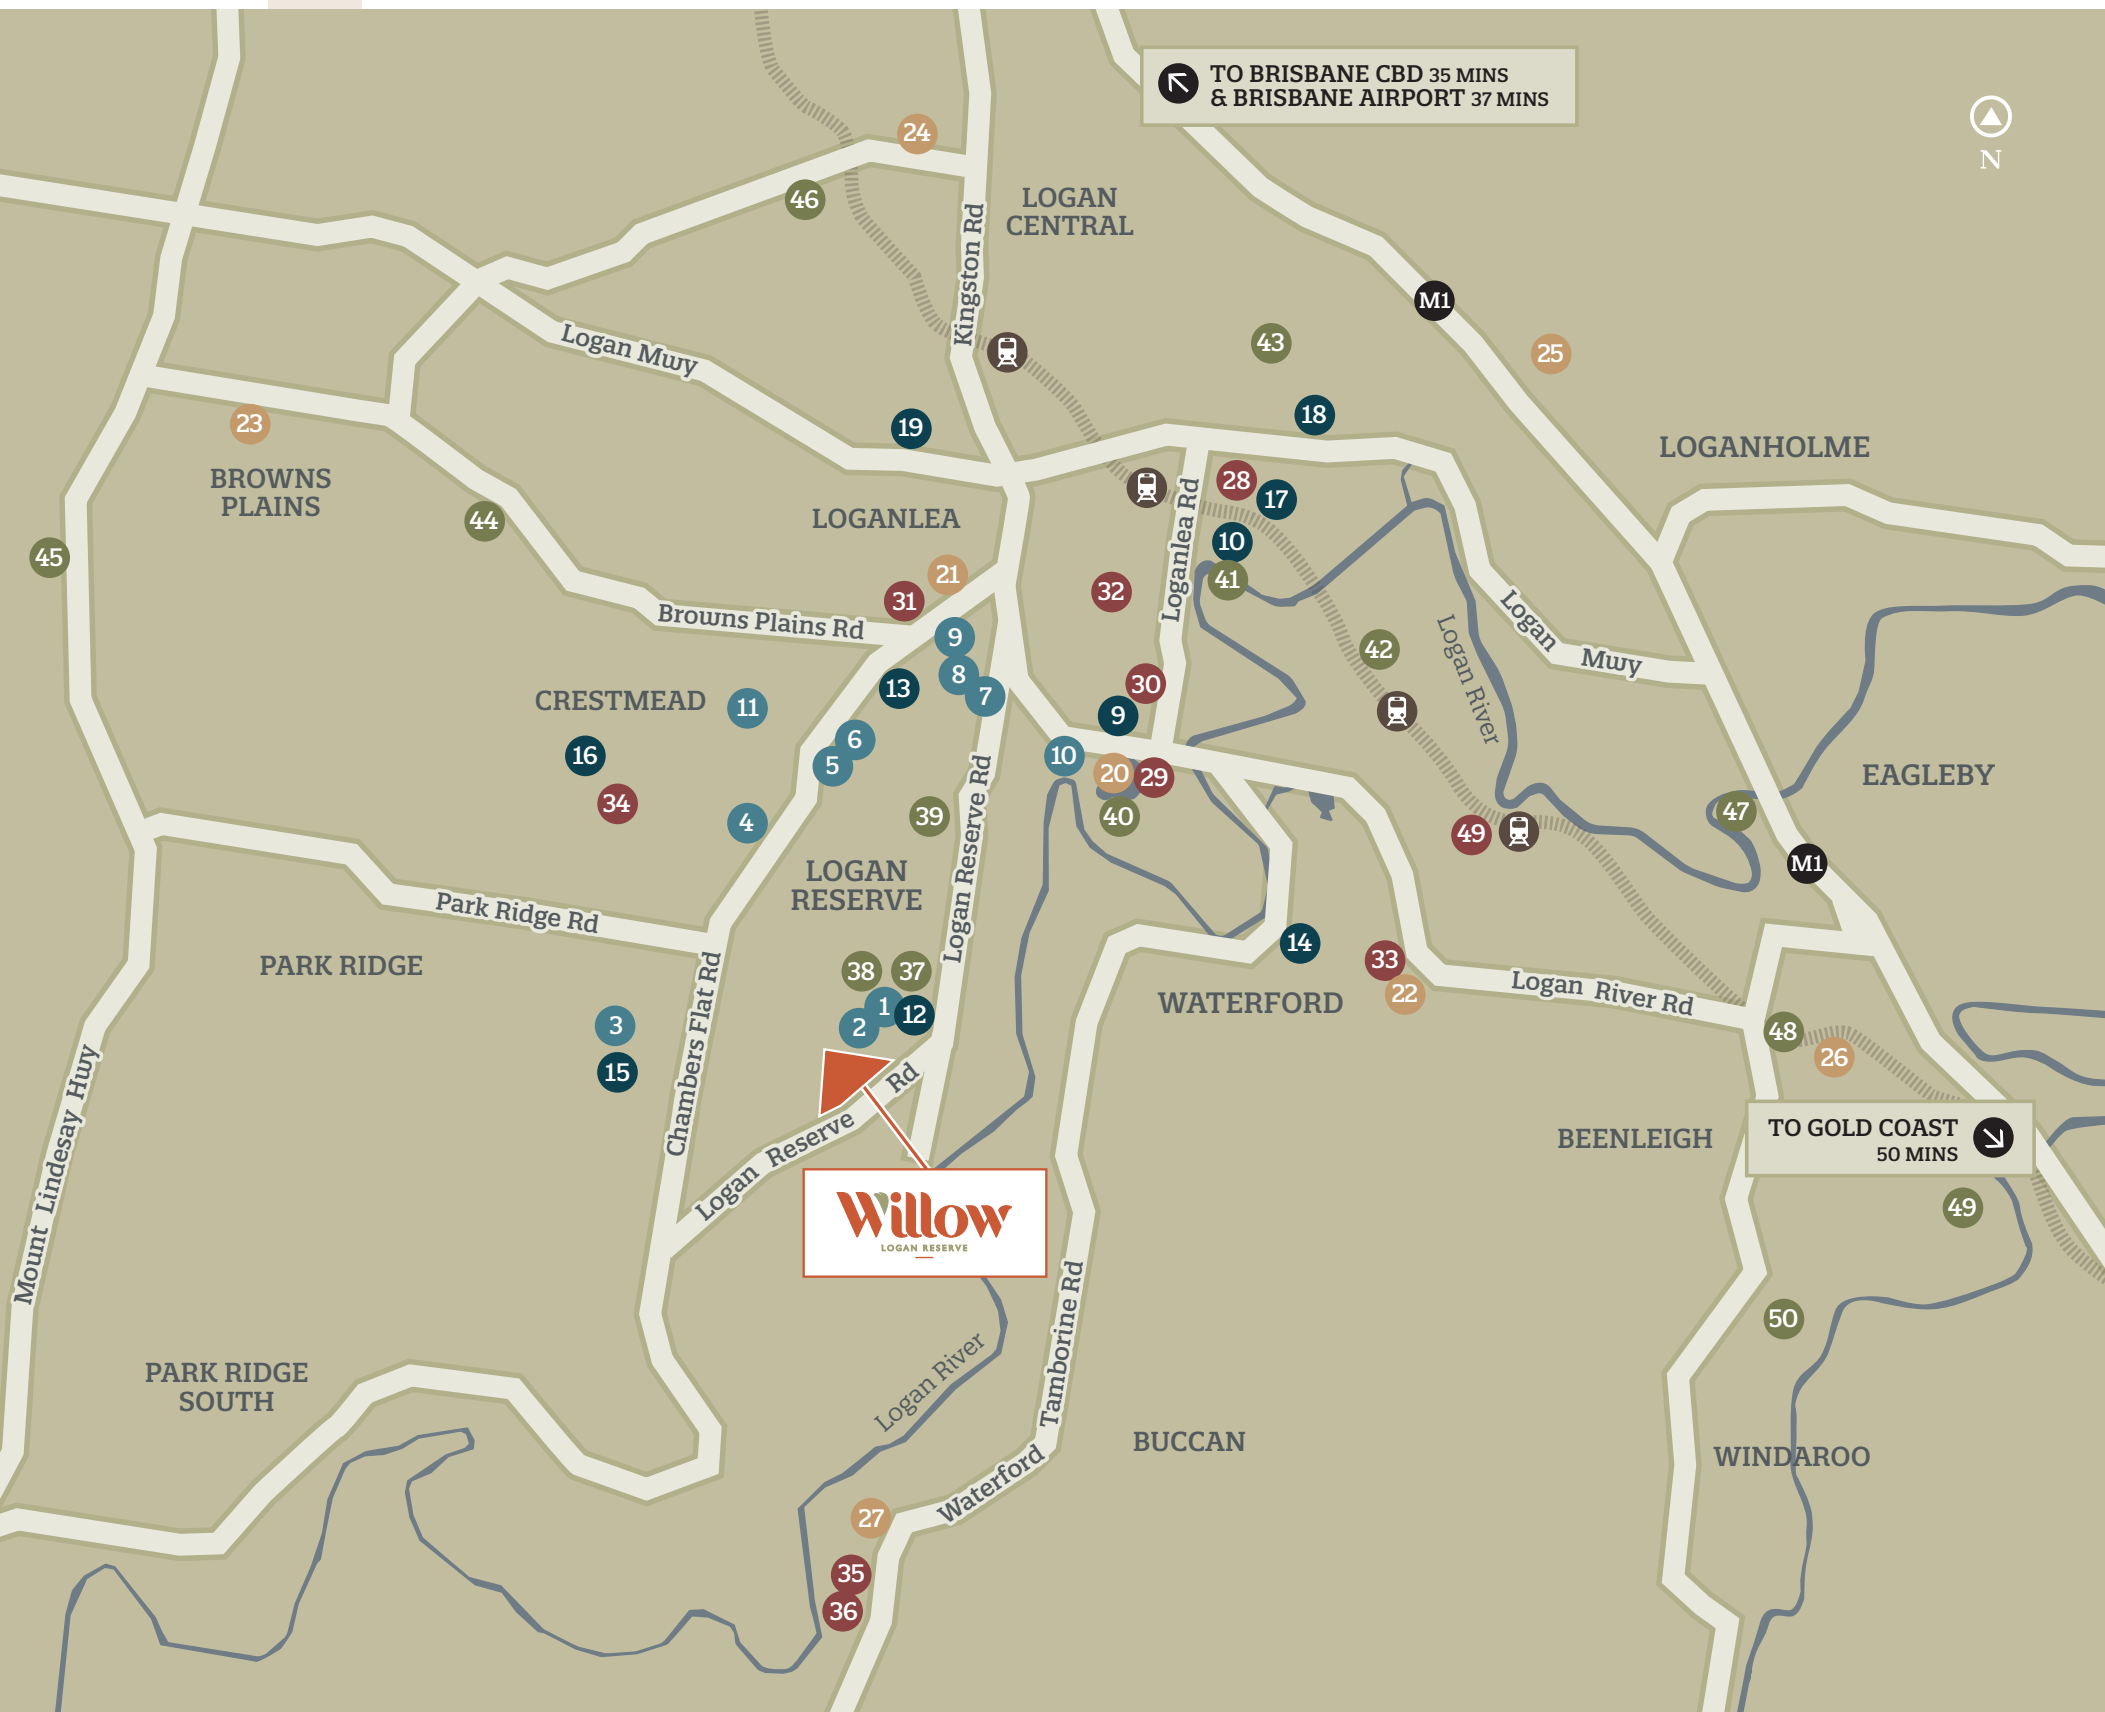 TO BRISBANE CBD 35 MINS
& BRISBANE AIRPORT 37 MINS
N
24
46
LOGAN
CENTRAL
Kingston Rd
M1
43
25
Logan Mwy
23
19
18
BROWNS
PLAINS
LOGANHOLME
44
45
LOGANLEA
28
17
10
41
Loganlea Rd
21
31
32
Browns Plains Rd
9
8
7
13
42
Logan River
Logan
Mwy
CRESTMEAD
11
30
9
16
6
5
10
20
29
EAGLEBY
34
4
39
40
49
47
M1
LOGAN
RESERVE
Logan Reserve Rd
Park Ridge Rd
PARK RIDGE
38
37
14
33
22
WATERFORD
Logan River Rd
3
1
2
12
15
48
26
Chambers Flat Rd
Logan Reserve Rd
Mount Lindesay Hwy
BEENLEIGH
TO GOLD COAST
50 MINS
49
Willow
LOGAN RESERVE
50
PARK RIDGE
SOUTH
Logan River
Waterford Tamborine Rd
BUCCAN
WINDAROO
27
35
36